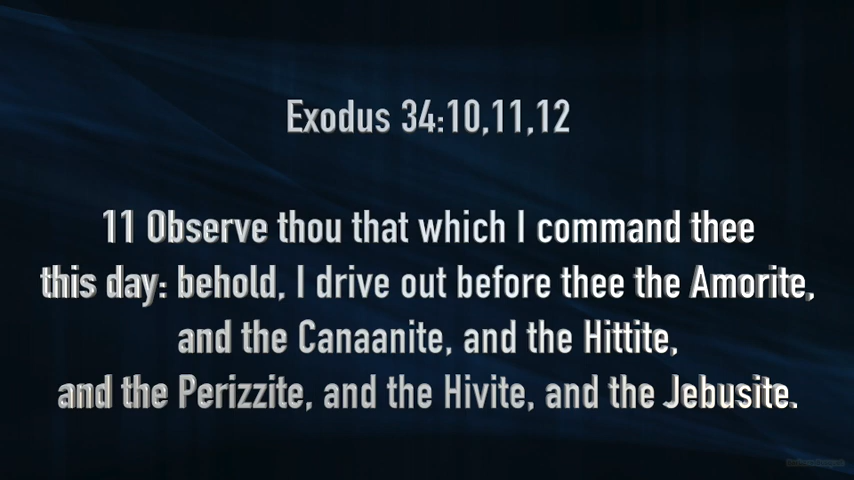 Exodus 34:10,11,12
11 Observe thou that which I command thee
this day: behold, I drive out before thee the Amorite,
and the Canaanite, and the Hittite,
and the Perizzite, and the Hivite, and the Jebusite.